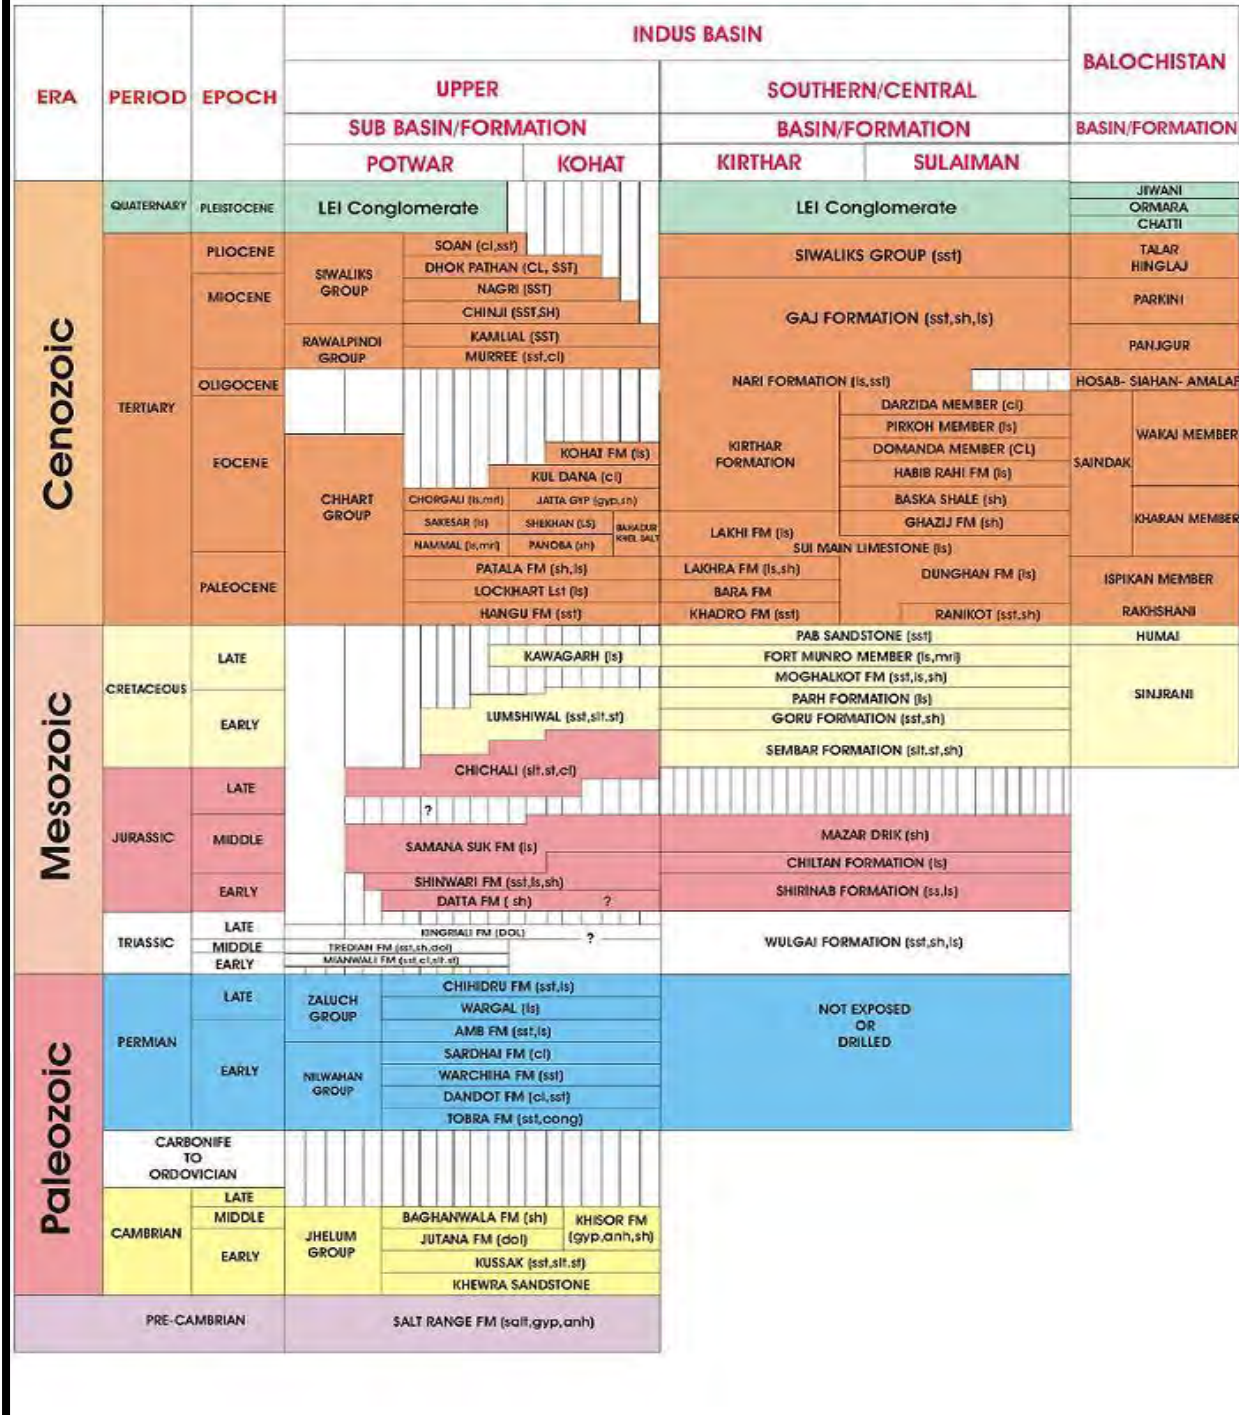 INDUS BASIN
BALOCHISTAN
ERA
PERIOD
EPOCH
UPPER
SOUTHERN/CENTRAL
SUB BASIN/FORMATION
BASIN/FORMATION
BASIN/FORMATION
POTWAR
KOHAT
KIRTHAR
SULAIMAN
Cenozoic
QUATERNARY
PLEISTOCENE
LEI Conglomerate
LEI Conglomerate
JIWANI
ORMARA
CHATTI
TERTIARY
PLIOCENE
MIOCENE
OLIGOCENE
EOCENE
PALEOCENE
SIWALIKS
GROUP
SOAN (cl,sst)
DHOK PATHAN (CL, SST)
NAGRI (SST)
CHINJI (SST,SH)
RAWALPINDI
GROUP
KAMLIAL (SST)
MURREE (sst,cl)
SIWALIKS GROUP (sst)
GAJ FORMATION (sst,sh,ls)
NARI FORMATION (ls,sst)
TALAR
HINGLAJ
PARKINI
PANJGUR
HOSAB- SIAHAN- AMALAF
CHHART
GROUP
KOHAT FM (ls)
KUL DANA (cl)
CHORGALI (ls,mrl)
JATTA GYP (gyp,sh)
SAKESAR (ls)
SHEKHAN (LS)
BAHADUR
KHEL SALT
NAMMAL (ls,mrl)
PANOBA (sh)
PATALA FM (sh,ls)
LOCKHART Lst (ls)
HANGU FM (sst)
KIRTHAR
FORMATION
DARZIDA MEMBER (cl)
PIRKOH MEMBER (ls)
DOMANDA MEMBER (CL)
HABIB RAHI FM (ls)
BASKA SHALE (sh)
GHAZIJ FM (sh)
LAKHI FM (ls)
SUI MAIN LIMESTONE (ls)
LAKHRA FM (ls,sh)
BARA FM
KHADRO FM (sst)
DUNGHAN FM (ls)
RANIKOT (sst,sh)
SAINDAK
WAKAI MEMBER
KHARAN MEMBER
ISPIKAN MEMBER
RAKHSHANI
Mesozoic
CRETACEOUS
LATE
EARLY
KAWAGARH (ls)
LUMSHIWAL (sst,slt.st)
CHICHALI (slt.st,cl)
PAB SANDSTONE (sst)
FORT MUNRO MEMBER (ls,mrl)
MOGHALKOT FM (sst,ls,sh)
PARH FORMATION (ls)
GORU FORMATION (sst,sh)
SEMBAR FORMATION (slt.st,sh)
HUMAI
SINJRANI
JURASSIC
LATE
MIDDLE
EARLY
?
SAMANA SUK FM (ls)
SHINWARI FM (sst,ls,sh)
DATTA FM ( sh)
?
MAZAR DRIK (sh)
CHILTAN FORMATION (ls)
SHIRINAB FORMATION (ss,ls)
TRIASSIC
LATE
MIDDLE
EARLY
KINGRIALI FM (DOL)
?
TREDIAN FM (sst,sh,dol)
MIANWALI FM (sst,cl,slt.st)
WULGAI FORMATION (sst,sh,ls)
Paleozoic
PERMIAN
LATE
EARLY
ZALUCH
GROUP
CHIHIDRU FM (sst,ls)
WARGAL (ls)
AMB FM (sst,ls)
NILWAHAN
GROUP
SARDHAI FM (cl)
WARCHIHA FM (sst)
DANDOT FM (cl,sst)
TOBRA FM (sst,cong)
NOT EXPOSED
OR
DRILLED
CARBONIFE
TO
ORDOVICIAN
CAMBRIAN
LATE
MIDDLE
EARLY
JHELUM
GROUP
BAGHANWALA FM (sh)
KHISOR FM
(gyp,anh,sh)
JUTANA FM (dol)
KUSSAK (sst,slt.st)
KHEWRA SANDSTONE
PRE-CAMBRIAN
SALT RANGE FM (salt,gyp,anh)